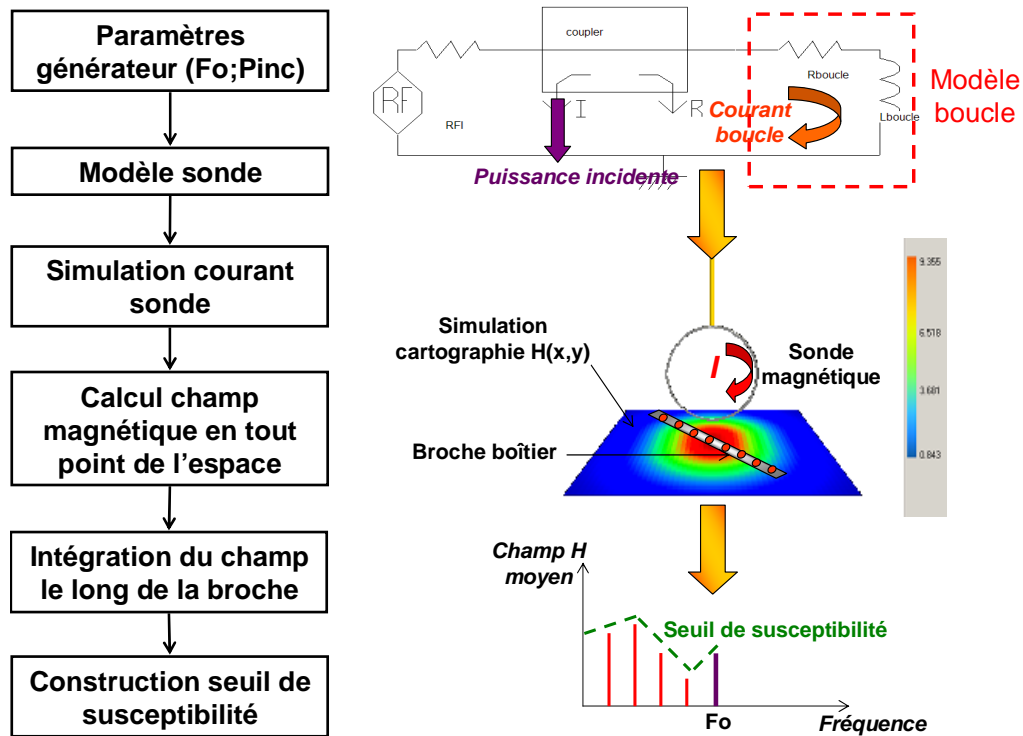 Paramètres
générateur (Fo;Pinc)
Modèle sonde
Simulation courant
sonde
Calcul champ
magnétique en tout
point de l'espace
Intégration du champ
le long de la broche
Construction seuil de
susceptibilité
coupler
RF
RFI
I
R
Rboucle
Lboucle
Courant
boucle
Modèle
boucle
Puissance incidente
Simulation
cartographie H(x,y)
I
Sonde
magnétique
Broche boîtier
9.355
6.518
3.681
0.843
Champ H
moyen
Seuil de susceptibilité
Fo
Fréquence